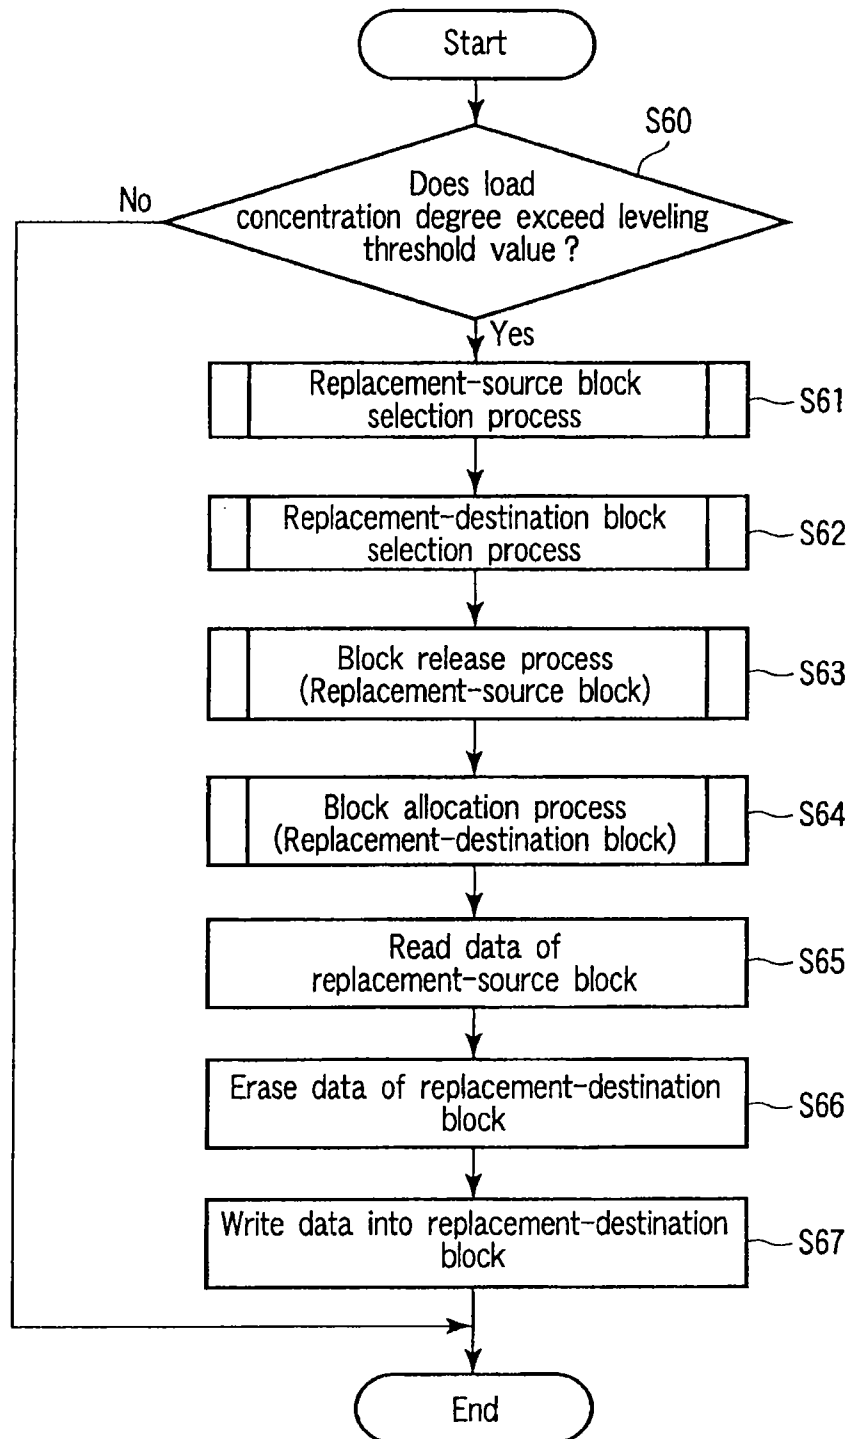 Start
S60
Does load
concentration degree exceed leveling
threshold value ?
No
Yes
Replacement-source block
selection process
S61
Replacement-destination block
selection process
S62
Block release process
(Replacement-source block)
S63
Block allocation process
(Replacement-destination block)
S64
Read data of
replacement-source block
S65
Erase data of replacement-destination
block
S66
Write data into replacement-destination
block
S67
End